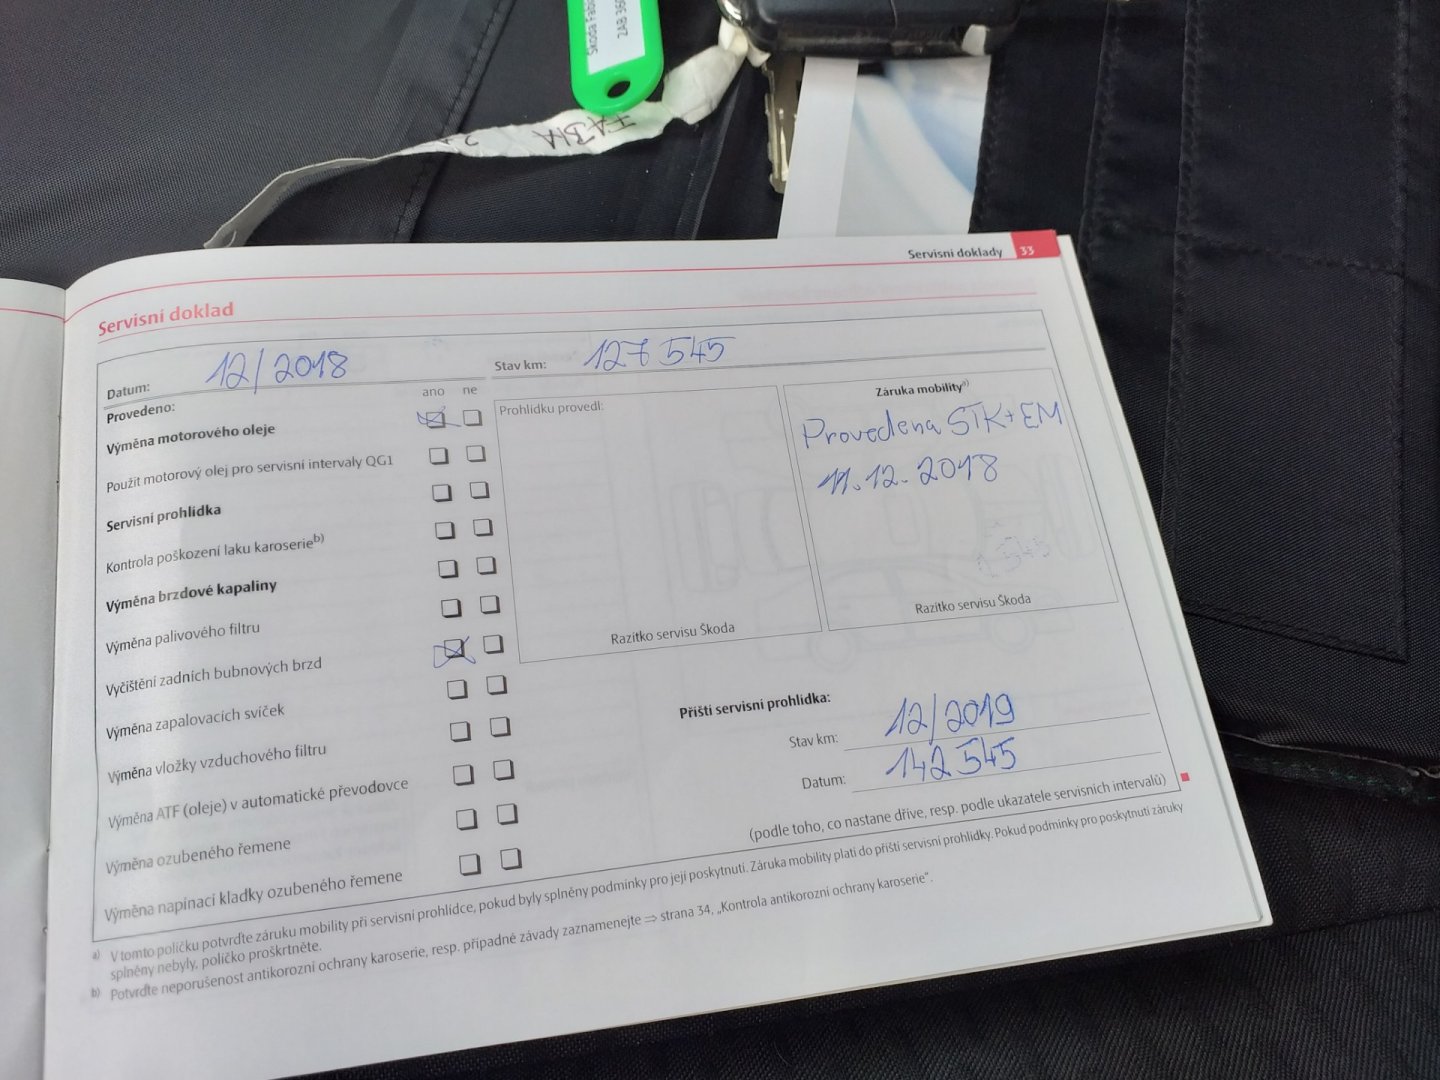 Škoda Fabi
2AB 399
FABIA
Servisní doklady 33
Servisní doklad
Datum: 12/2018
Stav km: 127 545
Provedeno:
ano ne
Výměna motorového oleje
Použit motorový olej pro servisní intervaly QG1
Servisní prohlídka
Kontrola poškození laku karoserie b)
Výměna brzdové kapaliny
Výměna palivového filtru
Vyčištění zadních bubnových brzd
Výměna zapalovacích svíček
Výměna vložky vzduchového filtru
Výměna ATF (oleje) v automatické převodovce
Výměna ozubeného řemene
Výměna napínací kladky ozubeného řemene
Prohlídku provedl:
Razítko servisu Škoda
Záruka mobility a)
Provedena STK+EM
11.12.2018
Razítko servisu Škoda
Příští servisní prohlídka:
Stav km: 12/2019
Datum: 142 545
(podle toho, co nastane dříve, resp. podle ukazatele servisních intervalů)
a) V tomto políčku potvrďte záruku mobility při servisní prohlídce, pokud byly splněny podmínky pro její poskytnutí. Záruka mobility platí do příští servisní prohlídky. Pokud podmínky pro poskytnutí záruky
splněny nebyly, políčko proškrtněte.
b) Potvrďte neporušenost antikorozní ochrany karoserie, resp. případné závady zaznamenejte ⇒ strana 34, „Kontrola antikorozní ochrany karoserie“.